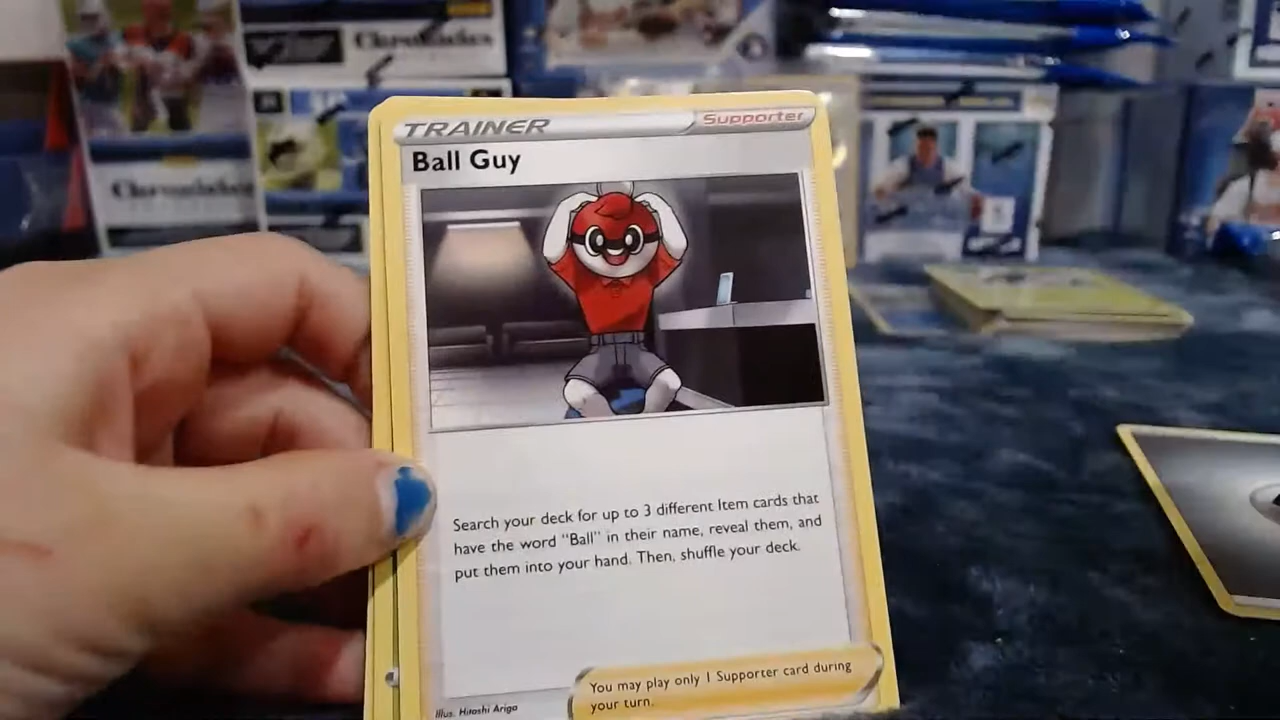 Chronicles
Chronicles
TRAINER
Supporter
Ball Guy
Search your deck for up to 3 different Item cards that
have the word "Ball" in their name, reveal them, and
put them into your hand. Then, shuffle your deck.
You may play only 1 Supporter card during
your turn.
Illus. Hitoshi Ariga